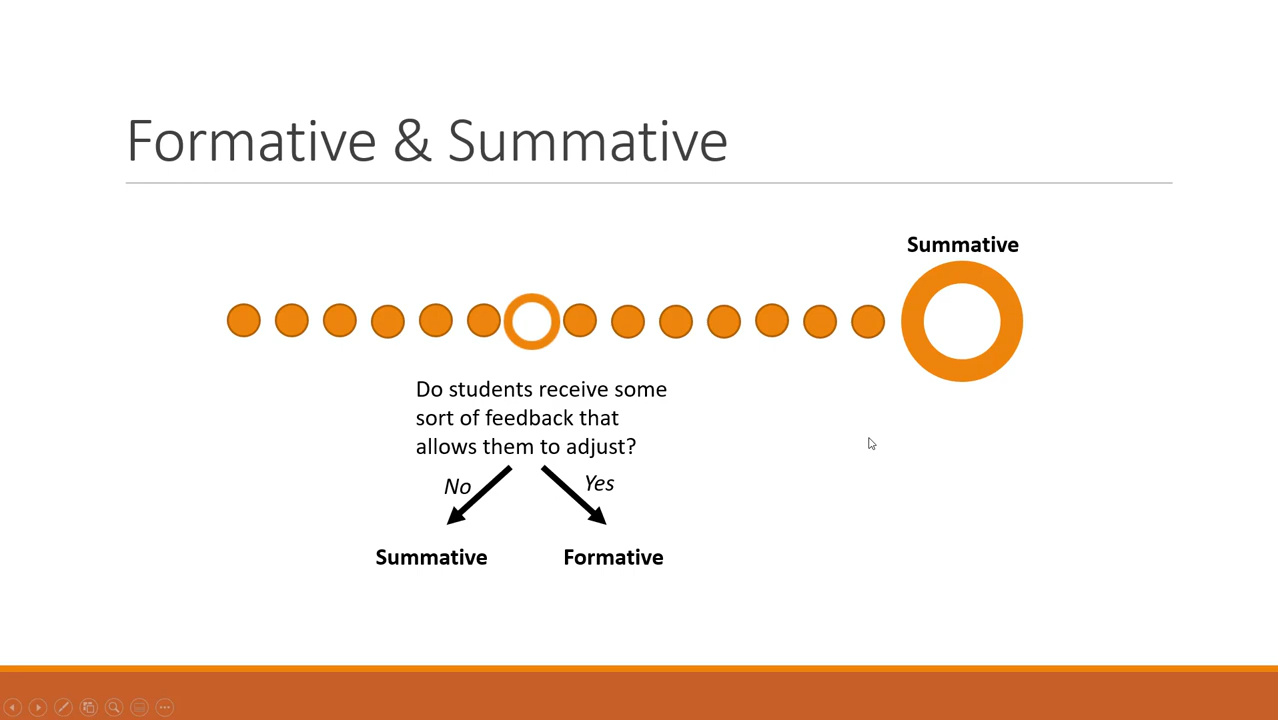 Formative & Summative
Summative
Do students receive some
sort of feedback that
allows them to adjust?
No
Yes
Summative
Formative